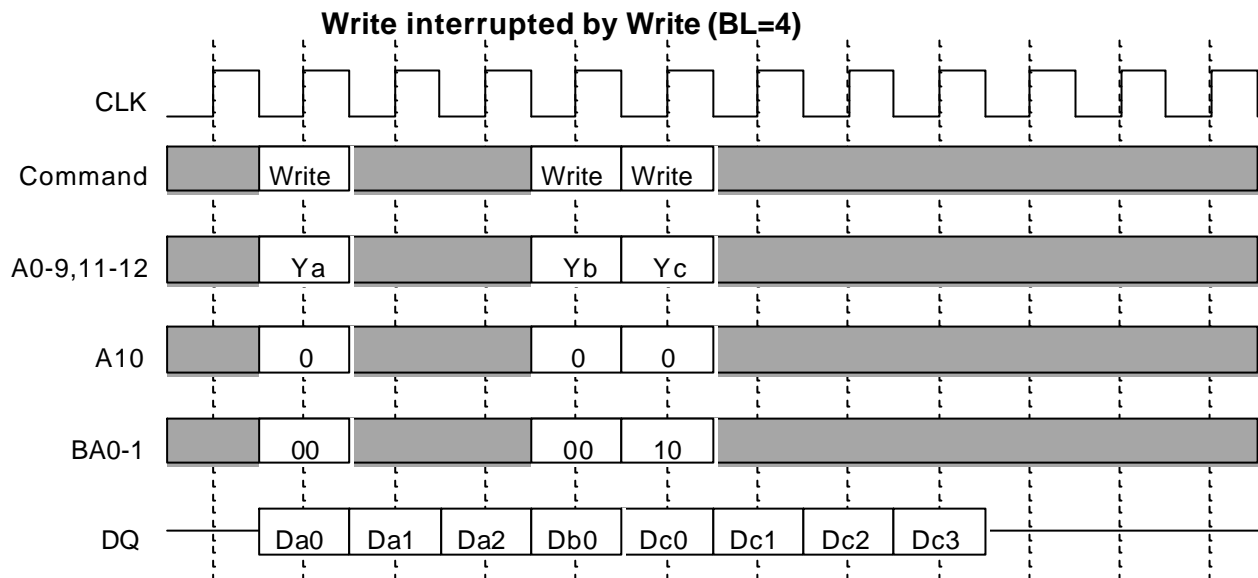 Write interrupted by Write (BL=4)
CLK
Command Write Write Write
A0-9,11-12 Ya Yb Yc
A10 0 0 0
BA0-1 00 00 10
DQ Da0 Da1 Da2 Db0 Dc0 Dc1 Dc2 Dc3